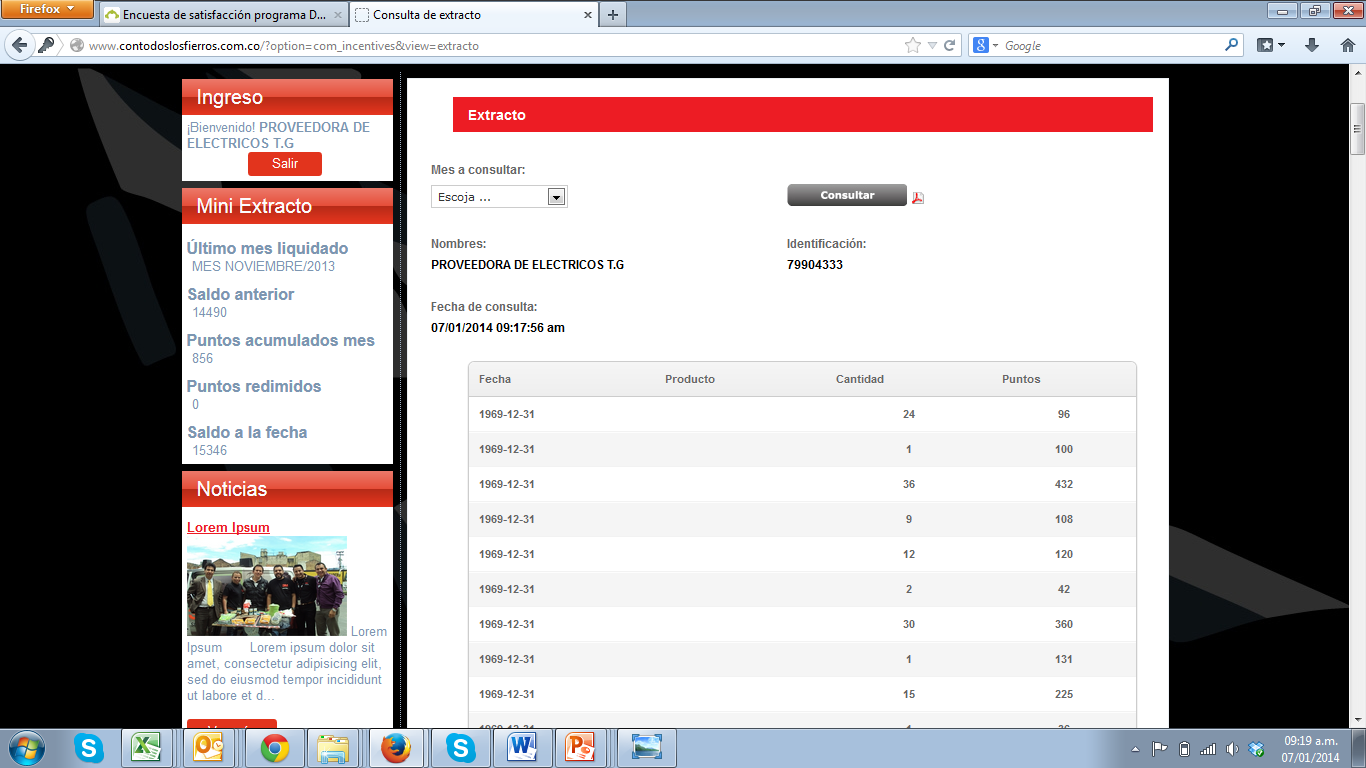 Firefox
Encuesta de satisfacción programa D...
Consulta de extracto
www.contodoslosfierros.com.co/?option=com_incentives&view=extracto
Google
Ingreso
¡Bienvenido! PROVEEDORA DE
ELECTRICOS T.G
Salir
Mini Extracto
Último mes liquidado
MES NOVIEMBRE/2013
Saldo anterior
14490
Puntos acumulados mes
856
Puntos redimidos
0
Saldo a la fecha
15346
Noticias
Lorem Ipsum
Lorem
Ipsum Lorem ipsum dolor sit
amet, consectetur adipisicing elit,
sed do eiusmod tempor incididunt
ut labore et d...
Extracto
Mes a consultar:
Escoja ...
Consultar
Nombres:
PROVEEDORA DE ELECTRICOS T.G
Identificación:
79904333
Fecha de consulta:
07/01/2014 09:17:56 am
Fecha Producto Cantidad Puntos
1969-12-31 24 96
1969-12-31 1 100
1969-12-31 36 432
1969-12-31 9 108
1969-12-31 12 120
1969-12-31 2 42
1969-12-31 30 360
1969-12-31 1 131
1969-12-31 15 225
09:19 a.m.
07/01/2014